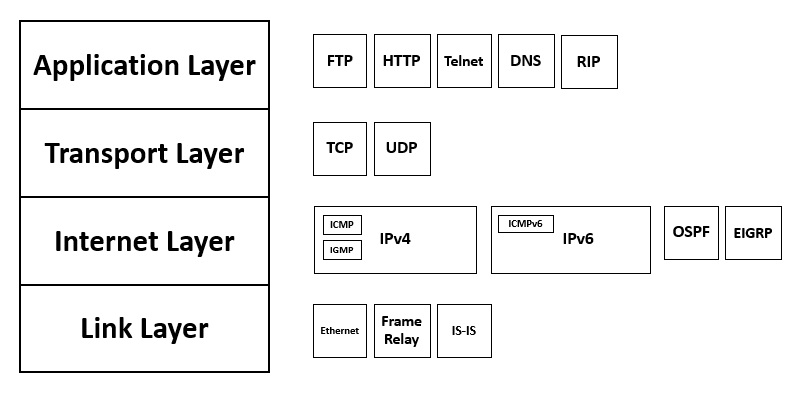 Application Layer
FTP
HTTP
Telnet
DNS
RIP
Transport Layer
TCP
UDP
Internet Layer
ICMP
IGMP
IPv4
ICMPv6
IPv6
OSPF
EIGRP
Link Layer
Ethernet
Frame
Relay
IS-IS